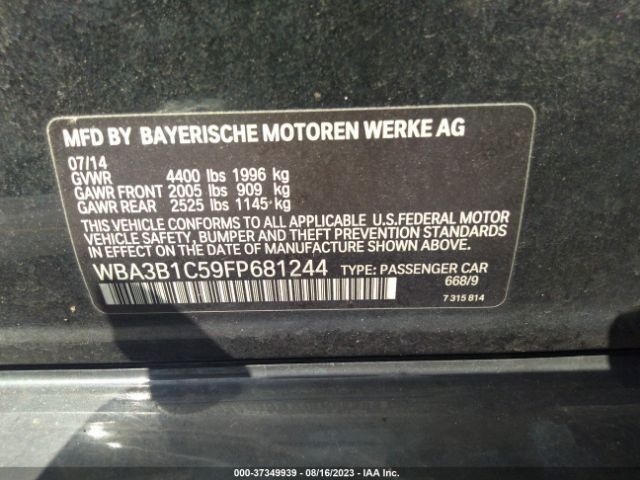 MFD BY BAYERISCHE MOTOREN WERKE AG
07/14
GVWR 4400 lbs 1996 kg
GAWR FRONT 2005 lbs 909 kg
GAWR REAR 2525 lbs 1145 kg
THIS VEHICLE CONFORMS TO ALL APPLICABLE U.S.FEDERAL MOTOR
VEHICLE SAFETY, BUMPER AND THEFT PREVENTION STANDARDS
IN EFFECT ON THE DATE OF MANUFACTURE SHOWN ABOVE.
WBA3B1C59FP681244 TYPE: PASSENGER CAR
668/9
7 315 814
000-37349939 - 08/16/2023 - IAA Inc.